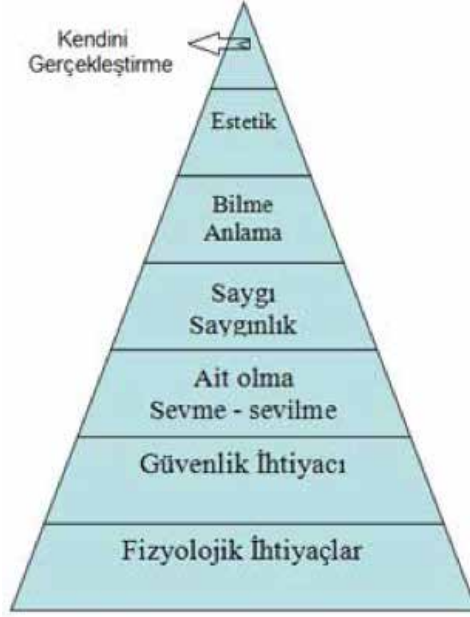 Kendini
Gerçekleştirme
Estetik
Bilme
Anlama
Saygı
Saygınlık
Ait olma
Sevme - sevilme
Güvenlik İhtiyacı
Fizyolojik İhtiyaçlar